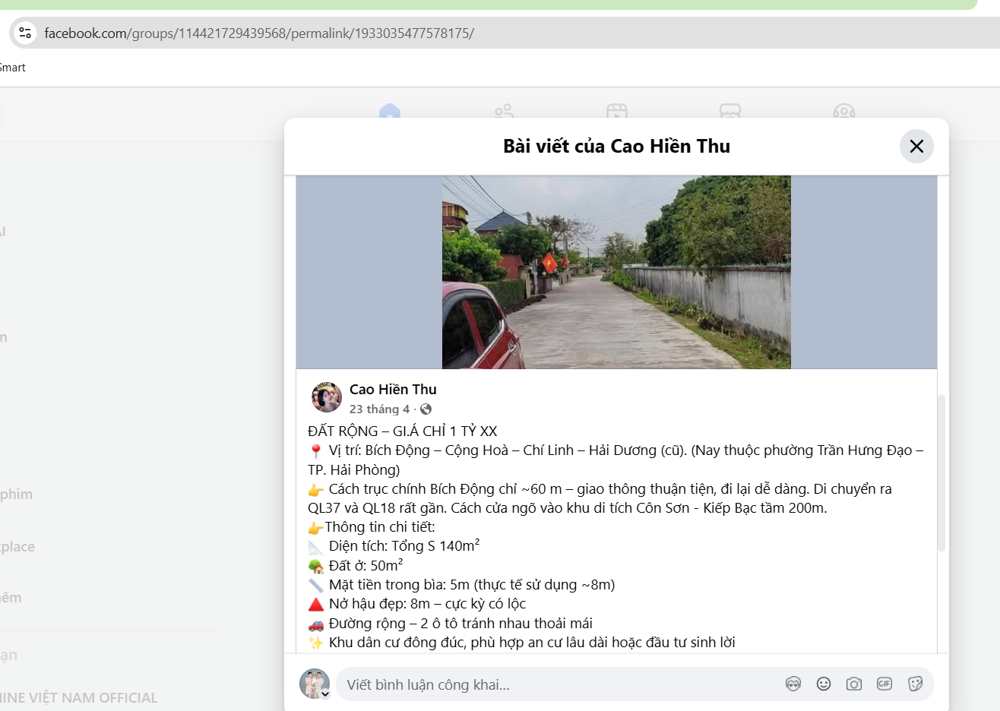 facebook.com/groups/114421729439568/permalink/1933035477578175/
Smart
Bài viết của Cao Hiền Thu
Cao Hiền Thu
23 tháng 4 ·
ĐẤT RỘNG – GI.Á CHỈ 1 TỶ XX
📍 Vị trí: Bích Động – Cộng Hoà – Chí Linh – Hải Dương (cũ). (Nay thuộc phường Trần Hưng Đạo –
TP. Hải Phòng)
👉 Cách trục chính Bích Động chỉ ~60 m – giao thông thuận tiện, đi lại dễ dàng. Di chuyển ra
QL37 và QL18 rất gần. Cách cửa ngõ vào khu di tích Côn Sơn - Kiếp Bạc tầm 200m.
👉Thông tin chi tiết:
📐 Diện tích: Tổng S 140m²
🏡 Đất ở: 50m²
📏 Mặt tiền trong bìa: 5m (thực tế sử dụng ~8m)
🔺 Nở hậu đẹp: 8m – cực kỳ có lộc
🚗 Đường rộng – 2 ô tô tránh nhau thoải mái
✨ Khu dân cư đông đúc, phù hợp an cư lâu dài hoặc đầu tư sinh lời
Viết bình luận công khai...
GIF
phim
place
êm
ạn
INE VIỆT NAM OFFICIAL